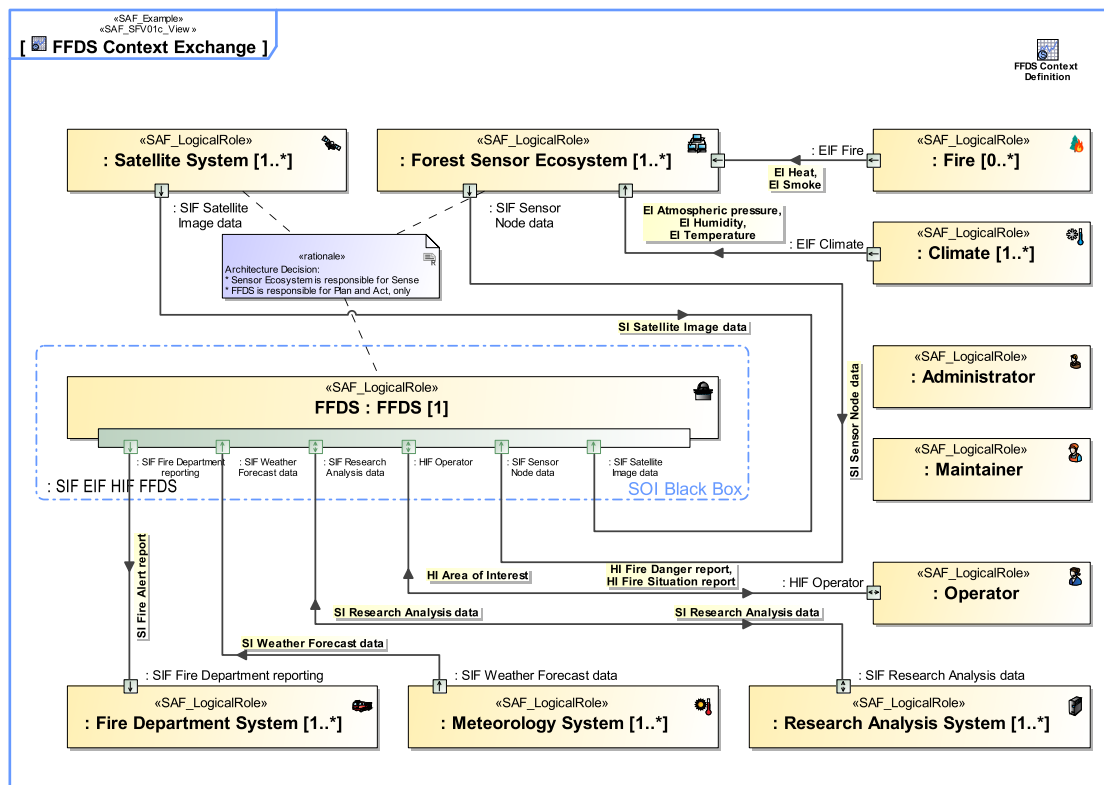 «SAF_Example»
«SAF_SFV01c_View »
[ FFDS Context Exchange ]
FFDS Context
Definition
«SAF_LogicalRole»
: Satellite System [1..*]
«SAF_LogicalRole»
: Forest Sensor Ecosystem [1..*]
: EIF Fire
«SAF_LogicalRole»
: Fire [0..*]
EI Heat,
EI Smoke
: SIF Satellite
Image data
: SIF Sensor
Node data
EI Atmospheric pressure,
EI Humidity,
EI Temperature
: EIF Climate
«SAF_LogicalRole»
: Climate [1..*]
«rationale»
Architecture Decision:
* Sensor Ecosystem is responsible for Sense
* FFDS is responsible for Plan and Act, only
SI Satellite Image data
«SAF_LogicalRole»
: Administrator
«SAF_LogicalRole»
FFDS : FFDS [1]
SI Sensor Node data
«SAF_LogicalRole»
: Maintainer
: SIF Fire Department
reporting
: SIF Weather
Forecast data
: SIF Research
Analysis data
: HIF Operator
: SIF Sensor
Node data
: SIF Satellite
Image data
: SIF EIF HIF FFDS
SOI Black Box
SI Fire Alert report
HI Area of Interest
HI Fire Danger report,
HI Fire Situation report
: HIF Operator
«SAF_LogicalRole»
: Operator
SI Research Analysis data
SI Research Analysis data
SI Weather Forecast data
: SIF Fire Department reporting
: SIF Weather Forecast data
: SIF Research Analysis data
«SAF_LogicalRole»
: Fire Department System [1..*]
«SAF_LogicalRole»
: Meteorology System [1..*]
«SAF_LogicalRole»
: Research Analysis System [1..*]